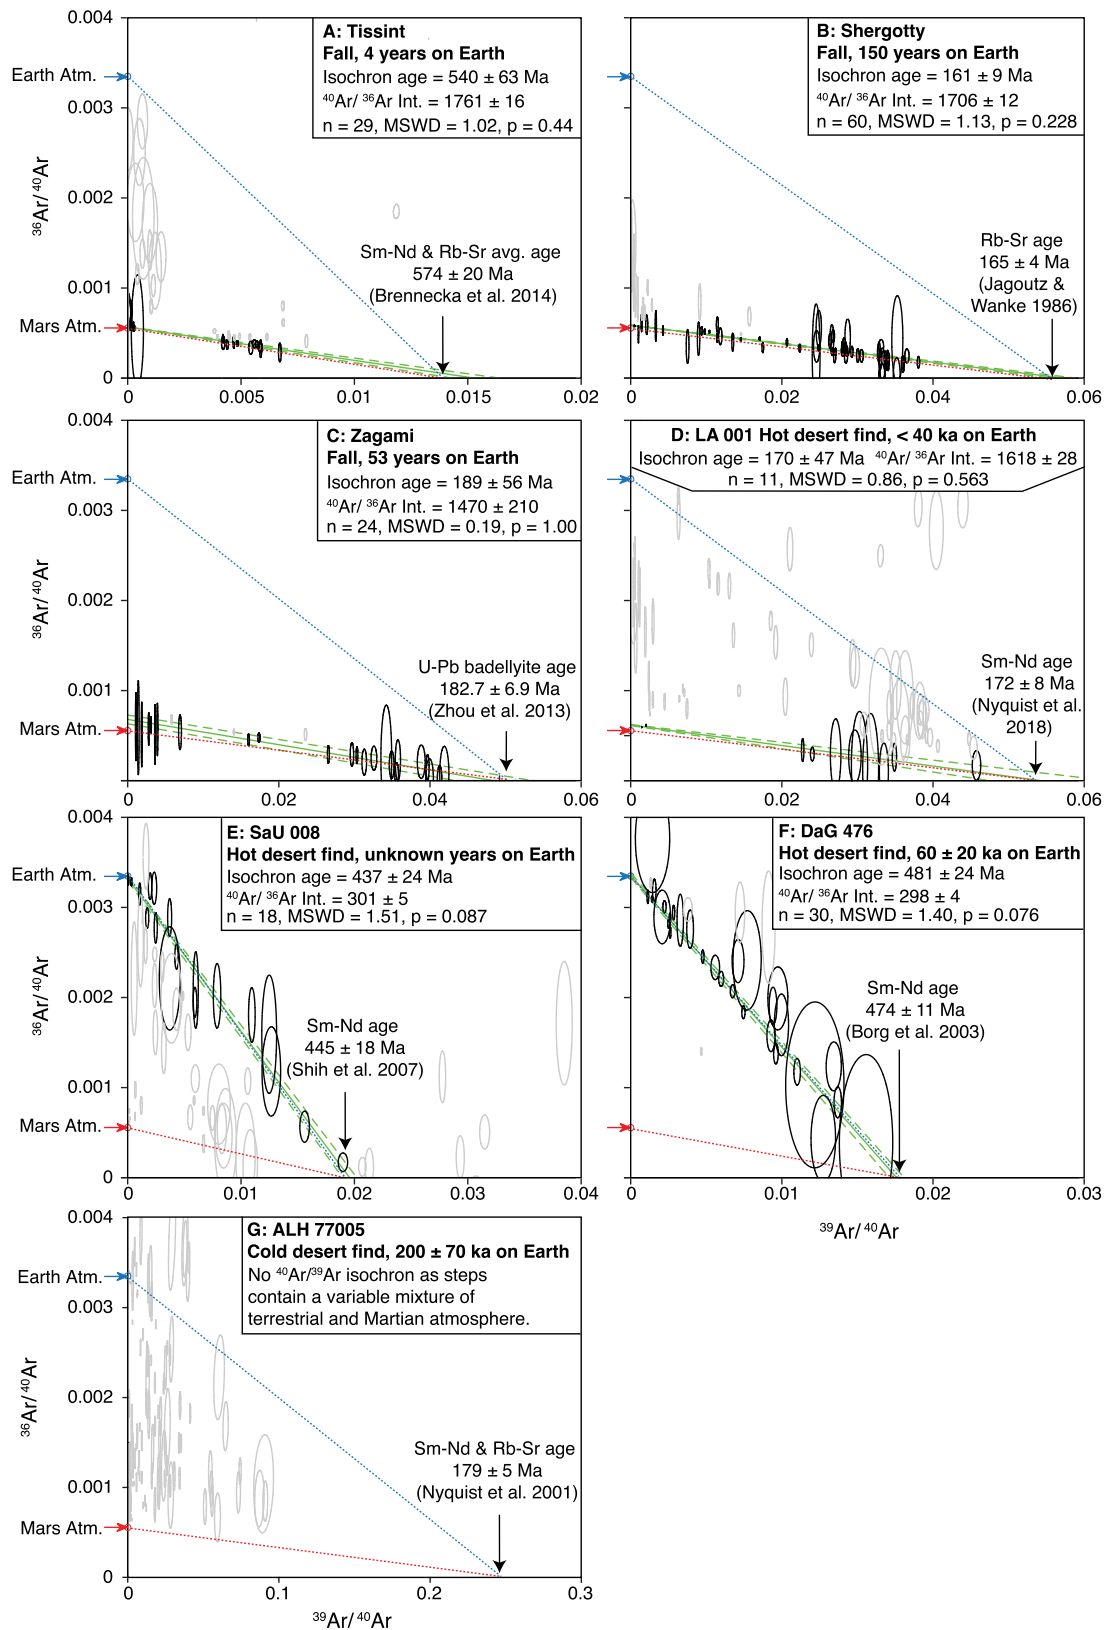 0.004
A: Tissint
Fall, 4 years on Earth
Isochron age = 540 ± 63 Ma
40Ar/ 36Ar Int. = 1761 ± 16
n = 29, MSWD = 1.02, p = 0.44
Earth Atm.
0.003
36Ar/ 40Ar
0.002
Sm-Nd & Rb-Sr avg. age
574 ± 20 Ma
(Brennecka et al. 2014)
0.001
Mars Atm.
0
0
0.005
0.01
0.015
0.02
B: Shergotty
Fall, 150 years on Earth
Isochron age = 161 ± 9 Ma
40Ar/ 36Ar Int. = 1706 ± 12
n = 60, MSWD = 1.13, p = 0.228
Rb-Sr age
165 ± 4 Ma
(Jagoutz &
Wanke 1986)
0
0.02
0.04
0.06
0.004
C: Zagami
Fall, 53 years on Earth
Isochron age = 189 ± 56 Ma
40Ar/ 36Ar Int. = 1470 ± 210
n = 24, MSWD = 0.19, p = 1.00
Earth Atm.
0.003
36Ar/ 40Ar
0.002
U-Pb badellyite age
182.7 ± 6.9 Ma
(Zhou et al. 2013)
0.001
Mars Atm.
0
0
0.02
0.04
0.06
D: LA 001 Hot desert find, < 40 ka on Earth
Isochron age = 170 ± 47 Ma 40Ar/ 36Ar Int. = 1618 ± 28
n = 11, MSWD = 0.86, p = 0.563
Sm-Nd age
172 ± 8 Ma
(Nyquist et al.
2018)
0
0.02
0.04
0.06
0.004
E: SaU 008
Hot desert find, unknown years on Earth
Isochron age = 437 ± 24 Ma
40Ar/ 36Ar Int. = 301 ± 5
n = 18, MSWD = 1.51, p = 0.087
Earth Atm.
0.003
36Ar/ 40Ar
0.002
Sm-Nd age
445 ± 18 Ma
(Shih et al. 2007)
0.001
Mars Atm.
0
0
0.01
0.02
0.03
0.04
F: DaG 476
Hot desert find, 60 ± 20 ka on Earth
Isochron age = 481 ± 24 Ma
40Ar/ 36Ar Int. = 298 ± 4
n = 30, MSWD = 1.40, p = 0.076
Sm-Nd age
474 ± 11 Ma
(Borg et al. 2003)
0
0.01
0.02
0.03
39Ar/ 40Ar
0.004
G: ALH 77005
Cold desert find, 200 ± 70 ka on Earth
No 40Ar/39Ar isochron as steps
contain a variable mixture of
terrestrial and Martian atmosphere.
Earth Atm.
0.003
36Ar/ 40Ar
0.002
Sm-Nd & Rb-Sr age
179 ± 5 Ma
(Nyquist et al. 2001)
0.001
Mars Atm.
0
0
0.1
0.2
0.3
39Ar/ 40Ar